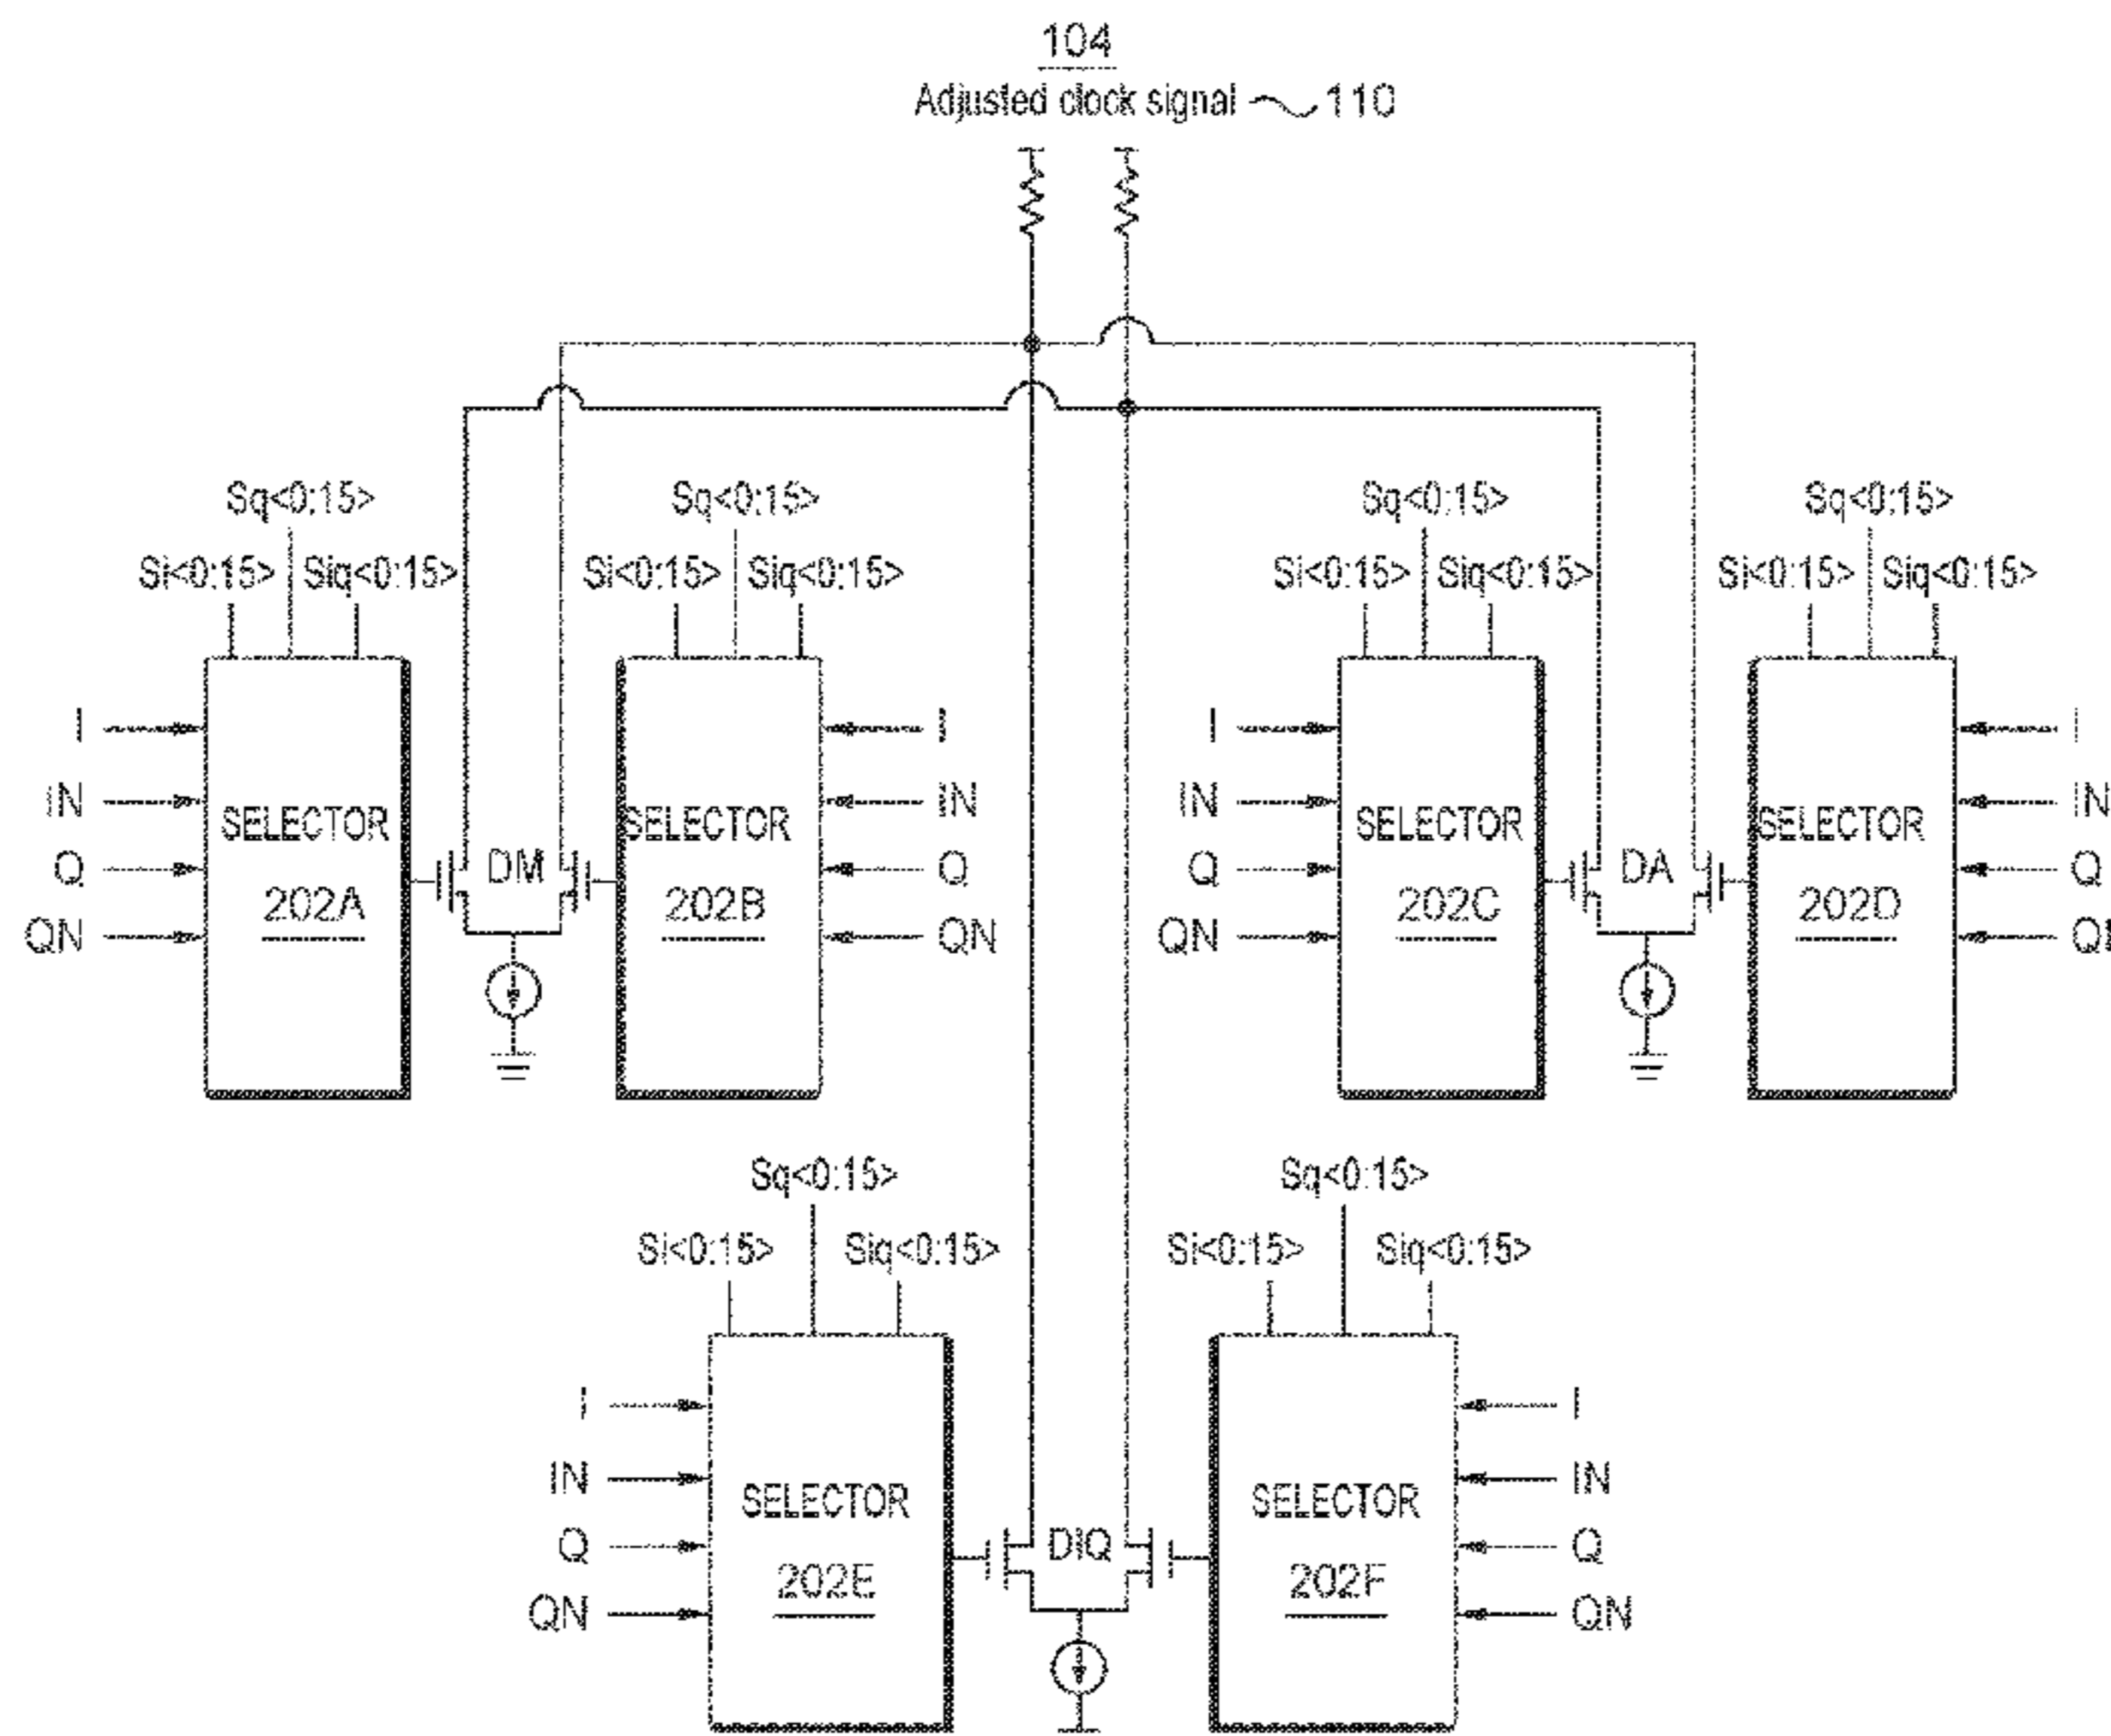 104
Adjusted clock signal 110
Sq<0:15> Sq<0:15> Sq<0:15> Sq<0:15>
Si<0:15> Siq<0:15> Si<0:15> Siq<0:15> Si<0:15> Siq<0:15> Si<0:15> Siq<0:15>
I I I I
IN IN IN IN
SELECTOR SELECTOR SELECTOR SELECTOR
Q DM Q Q DA Q
202A 202B 202C 202D
QN QN QN
Sq<0:15> Sq<0:15>
Si<0:15> Siq<0:15> Si<0:15> Siq<0:15>
I I
IN IN
SELECTOR SELECTOR
Q DIQ Q
202E 202F
QN QN